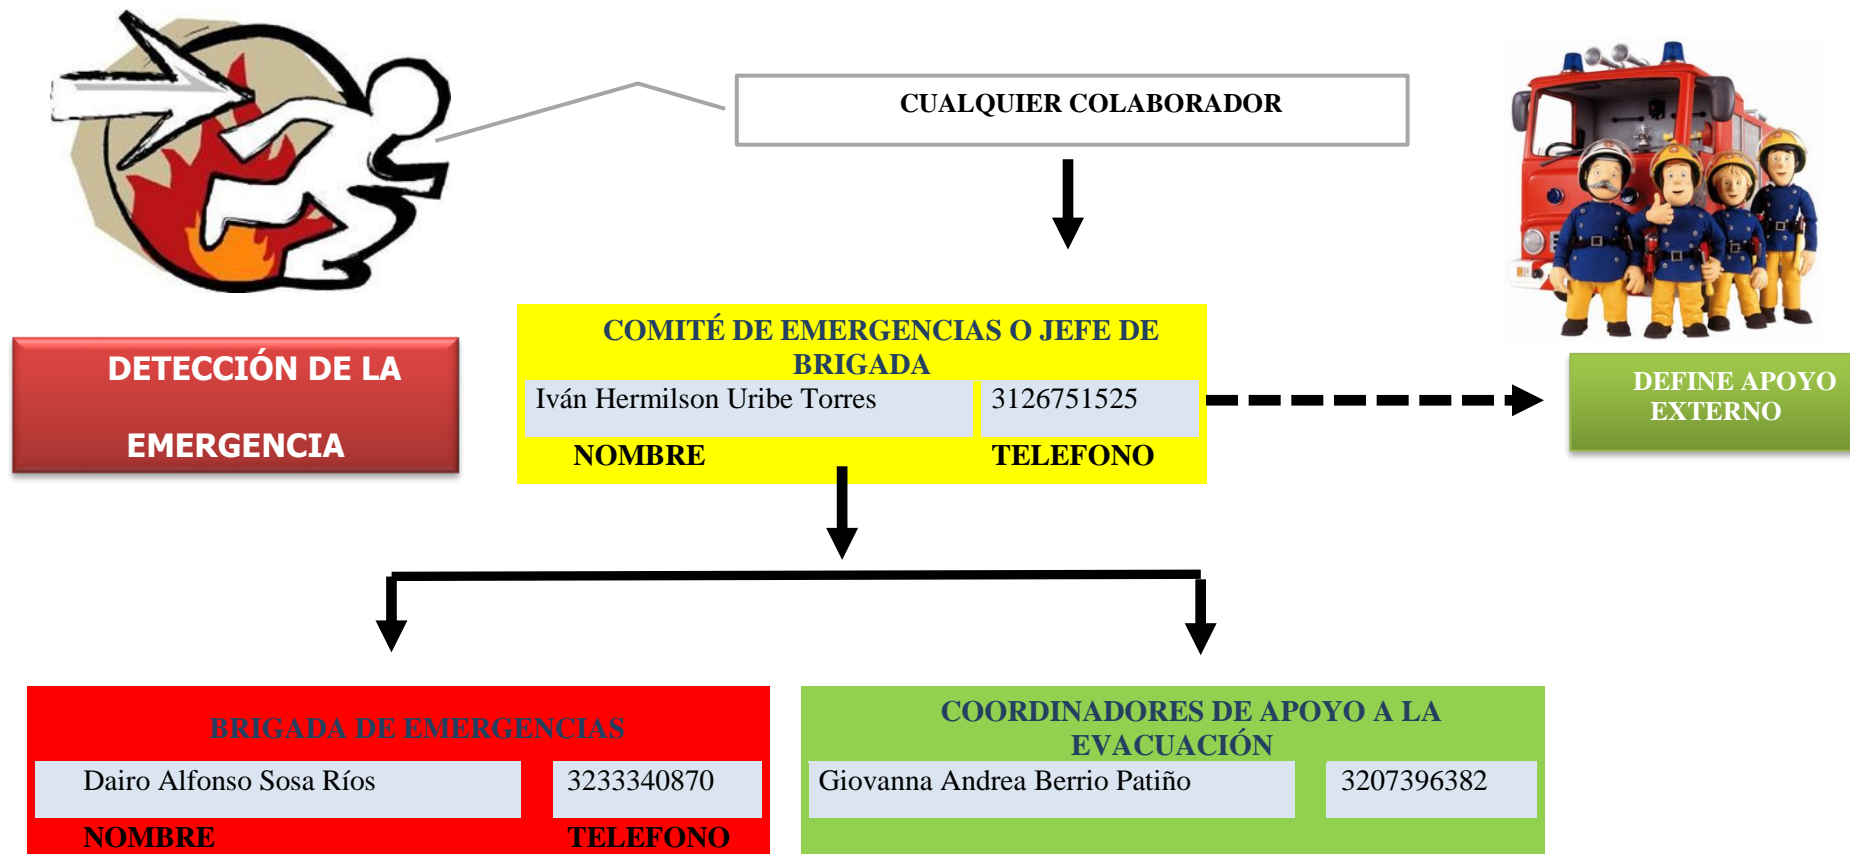 CUALQUIER COLABORADOR
DETECCIÓN DE LA
EMERGENCIA
COMITÉ DE EMERGENCIAS O JEFE DE
BRIGADA
Iván Hermilson Uribe Torres 3126751525
NOMBRE TELEFONO
DEFINE APOYO
EXTERNO
BRIGADA DE EMERGENCIAS
Dairo Alfonso Sosa Ríos 3233340870
NOMBRE TELEFONO
COORDINADORES DE APOYO A LA
EVACUACIÓN
Giovanna Andrea Berrio Patiño 3207396382